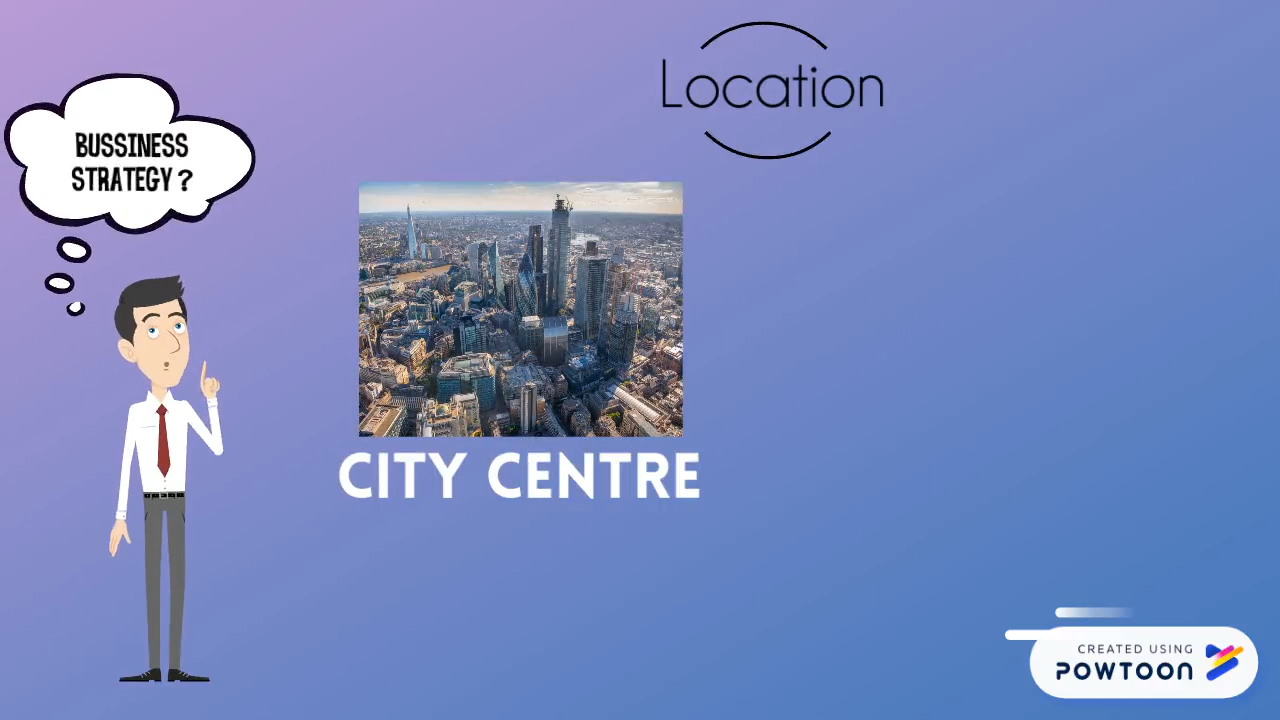 Location
BUSSINESS
STRATEGY ?
CITY CENTRE
CREATED USING
POWTOON